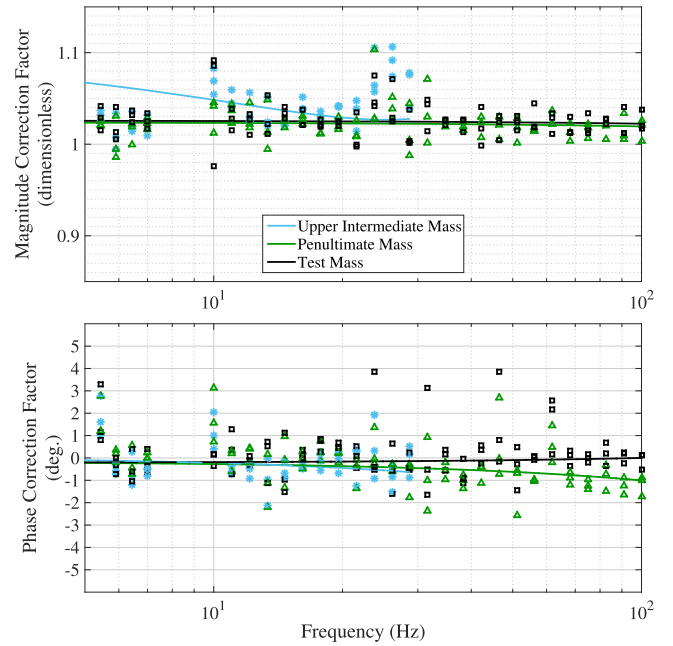 Magnitude Correction Factor
(dimensionless)
1.1
1
0.9
Upper Intermediate Mass
Penultimate Mass
Test Mass
10^1
10^2
Phase Correction Factor
(deg.)
5
4
3
2
1
0
-1
-2
-3
-4
-5
10^1
10^2
Frequency (Hz)